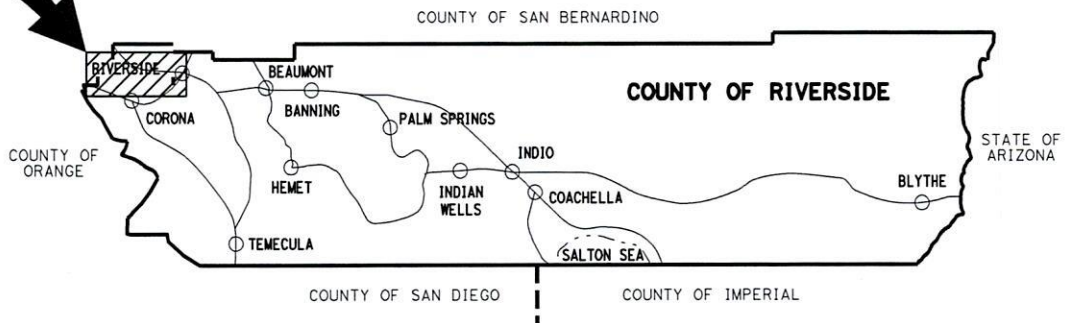 COUNTY OF SAN BERNARDINO
RIVERSIDE
BEAUMONT
COUNTY OF RIVERSIDE
CORONA
BANNING
PALM SPRINGS
STATE OF
ARIZONA
COUNTY OF
ORANGE
INDIO
HEMET
INDIAN
WELLS
COACHELLA
BLYTHE
TEMECULA
SALTON SEA
COUNTY OF SAN DIEGO
COUNTY OF IMPERIAL